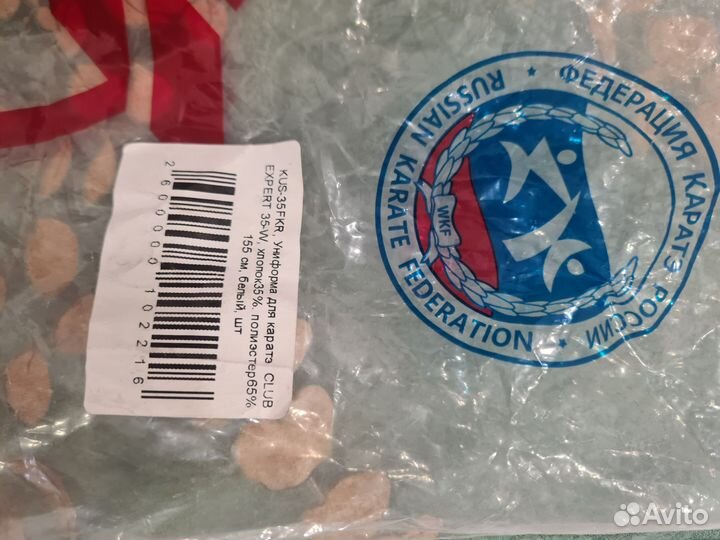 KUS-35FKR, Униформа для каратэ CLUB
EXPERT 35-W, хлопок35%, полиэстер65%
155 см, белый, шт
2600000102216
ФЕДЕРАЦИЯ КАРАТЭ РОССИИ
RUSSIAN KARATE FEDERATION
WKF
Avito